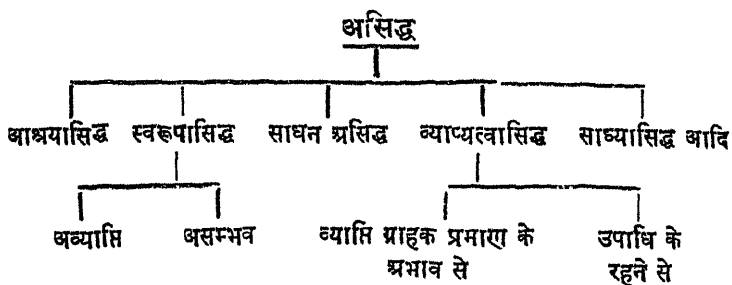 असिद्ध
आश्रयासिद्ध स्वरूपासिद्ध साधन असिद्ध व्याप्यत्वासिद्ध साध्यासिद्ध आदि
अव्याप्ति असम्भव व्याप्ति ग्राहक प्रमाण के उपाधि के
अभाव से रहने से